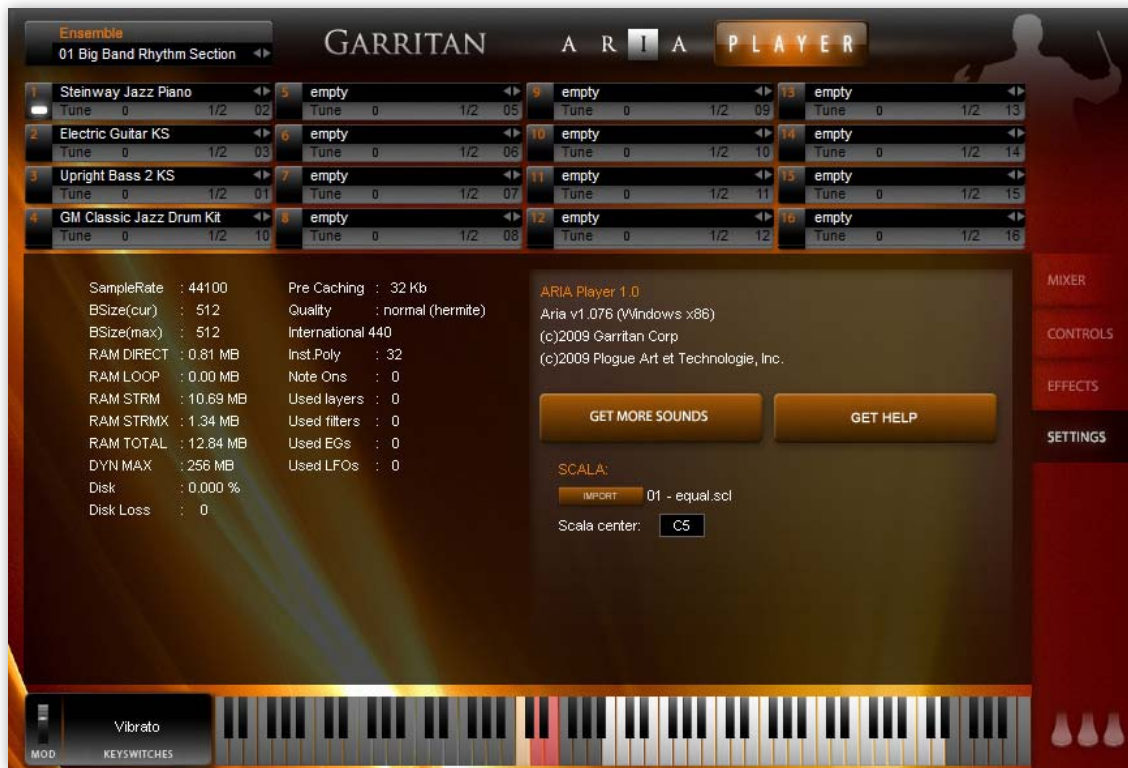 Ensemble
01 Big Band Rhythm Section
GARRITAN
ARIA PLAYER
1 Steinway Jazz Piano
Tune 0 1/2 02
2 Electric Guitar KS
Tune 0 1/2 03
3 Upright Bass 2 KS
Tune 0 1/2 01
4 GM Classic Jazz Drum Kit
Tune 0 1/2 10
5 empty
Tune 0 1/2 05
6 empty
Tune 0 1/2 06
7 empty
Tune 0 1/2 07
8 empty
Tune 0 1/2 08
9 empty
Tune 0 1/2 09
10 empty
Tune 0 1/2 10
11 empty
Tune 0 1/2 11
12 empty
Tune 0 1/2 12
13 empty
Tune 0 1/2 13
14 empty
Tune 0 1/2 14
15 empty
Tune 0 1/2 15
16 empty
Tune 0 1/2 16
SampleRate : 44100
BSize(cur) : 512
BSize(max) : 512
RAM DIRECT : 0.81 MB
RAM LOOP : 0.00 MB
RAM STRM : 10.69 MB
RAM STRMX : 1.34 MB
RAM TOTAL : 12.84 MB
DYN MAX : 256 MB
Disk : 0.000 %
Disk Loss : 0
Pre Caching : 32 Kb
Quality : normal (hermite)
International 440
Inst.Poly : 32
Note Ons : 0
Used layers : 0
Used filters : 0
Used EGs : 0
Used LFOs : 0
ARIA Player 1.0
Aria v1.076 (Windows x86)
(c)2009 Garritan Corp
(c)2009 Plogue Art et Technologie, Inc.
GET MORE SOUNDS
GET HELP
SCALA:
IMPORT 01 - equal.scl
Scala center: C5
MIXER
CONTROLS
EFFECTS
SETTINGS
Vibrato
MOD KEYSWITCHES